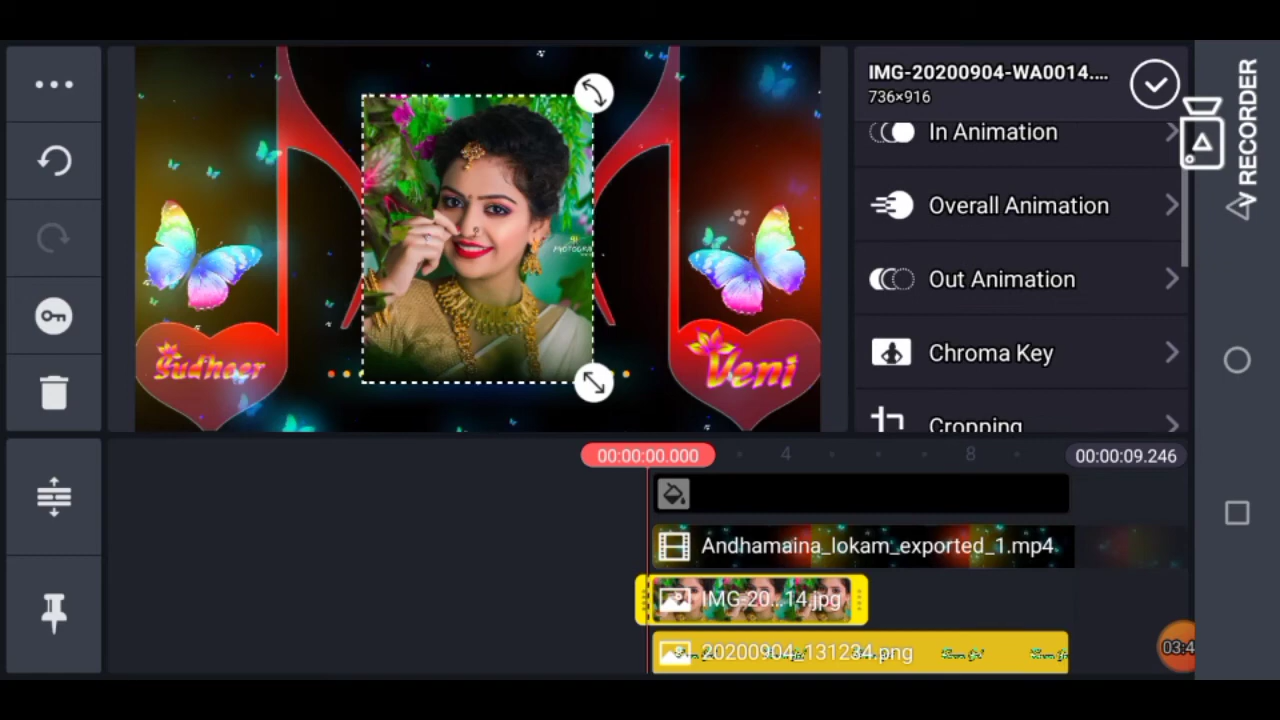 IMG-20200904-WA0014....
736×916
In Animation
Overall Animation
Out Animation
Chroma Key
Cropping
V RECORDER
Sudheer
Veni
00:00:00.000
4
8
00:00:09.246
Andhamaina_lokam_exported_1.mp4
IMG-20...14.jpg
20200904_131234.png
03:4